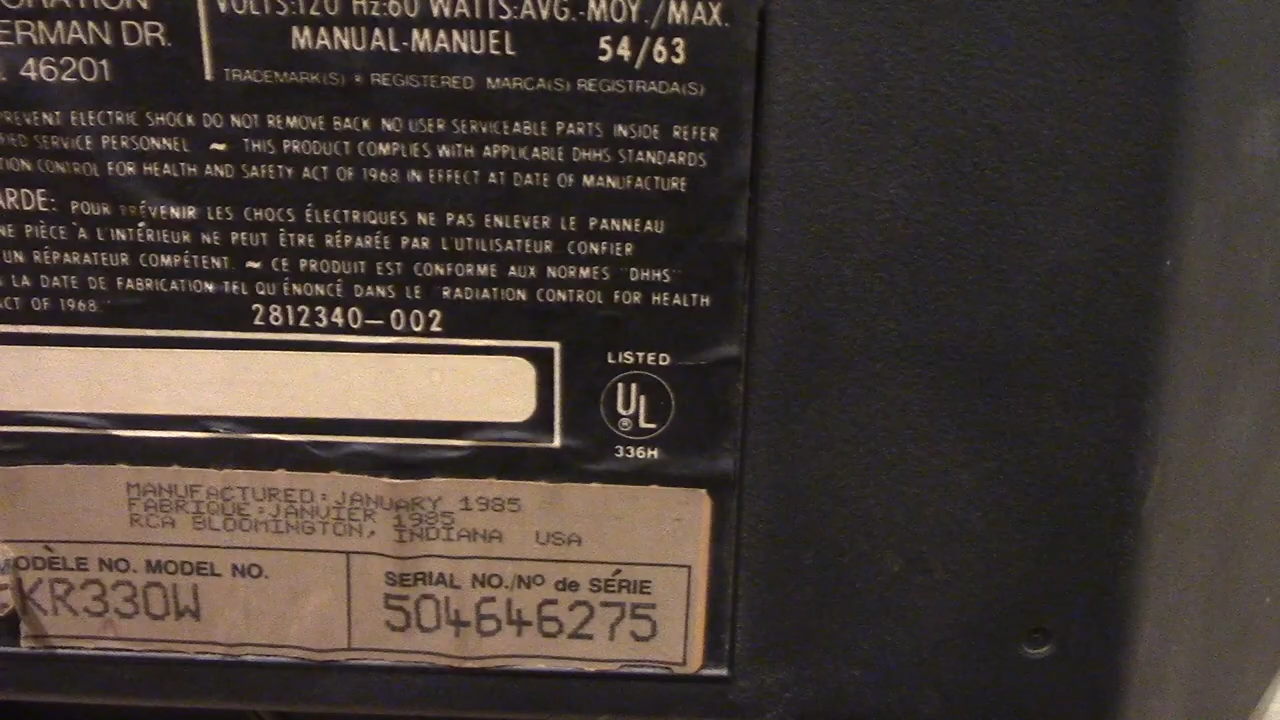 VOLTS:120 Hz:60 WATTS:AVG.-MOY./MAX.
ERMAN DR.
MANUAL-MANUEL 54/63
. 46201
TRADEMARK(S) ® REGISTERED MARCA(S) REGISTRADA(S)
PREVENT ELECTRIC SHOCK DO NOT REMOVE BACK NO USER SERVICEABLE PARTS INSIDE REFER
SERVICE PERSONNEL ~ THIS PRODUCT COMPLIES WITH APPLICABLE DHHS STANDARDS
CONTROL FOR HEALTH AND SAFETY ACT OF 1968 IN EFFECT AT DATE OF MANUFACTURE
ARDE: POUR PRÉVENIR LES CHOCS ÉLECTRIQUES NE PAS ENLEVER LE PANNEAU
NE PIÈCE A L'INTÉRIEUR NE PEUT ÊTRE RÉPARÉE PAR L'UTILISATEUR CONFIER
UN RÉPARATEUR COMPÉTENT. ~ CE PRODUIT EST CONFORME AUX NORMES "DHHS"
LA DATE DE FABRICATION TEL QU'ÉNONCÉ DANS LE "RADIATION CONTROL FOR HEALTH
ACT OF 1968"
2812340-002
LISTED
UL
®
336H
MANUFACTURED:JANUARY 1985
FABRIQUE:JANVIER 1985
RCA BLOOMINGTON, INDIANA USA
MODÈLE NO. MODEL NO.
KR330W
SERIAL NO./Nº de SÉRIE
504646275